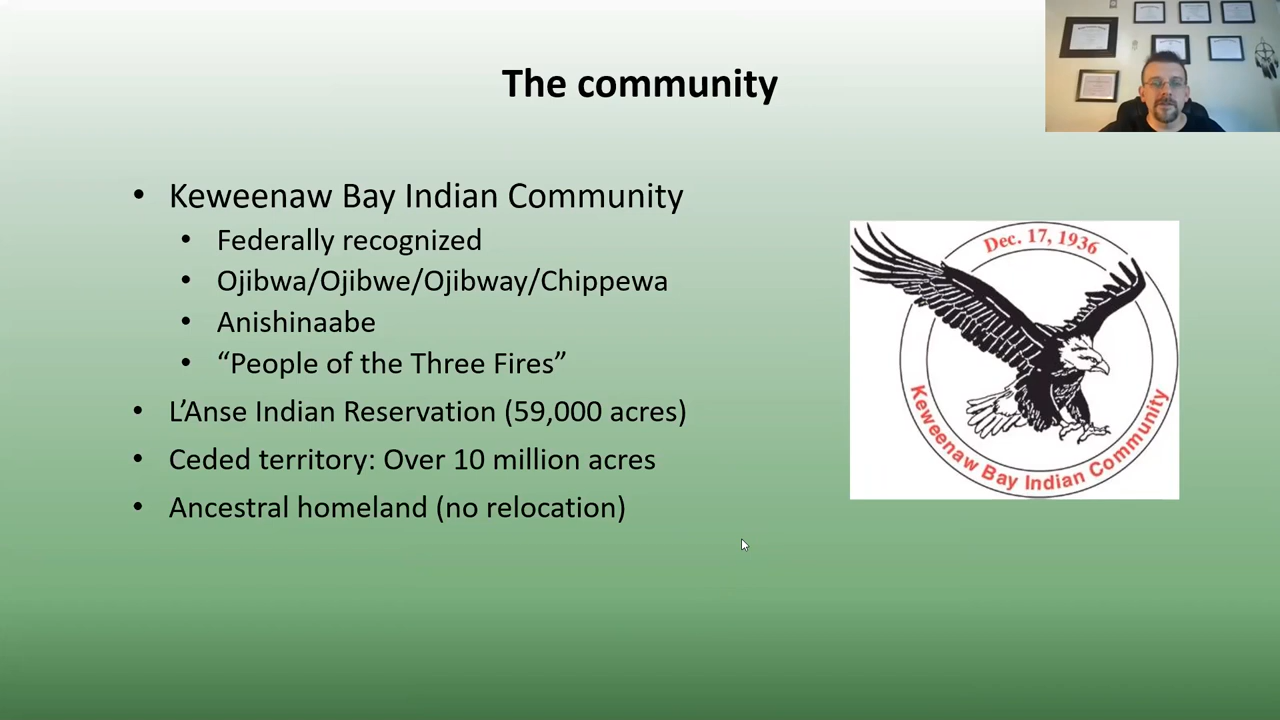 The community
• Keweenaw Bay Indian Community
• Federally recognized
• Ojibwa/Ojibwe/Ojibway/Chippewa
• Anishinaabe
• “People of the Three Fires”
• L’Anse Indian Reservation (59,000 acres)
• Ceded territory: Over 10 million acres
• Ancestral homeland (no relocation)
Dec. 17, 1936
Keweenaw Bay Indian Community